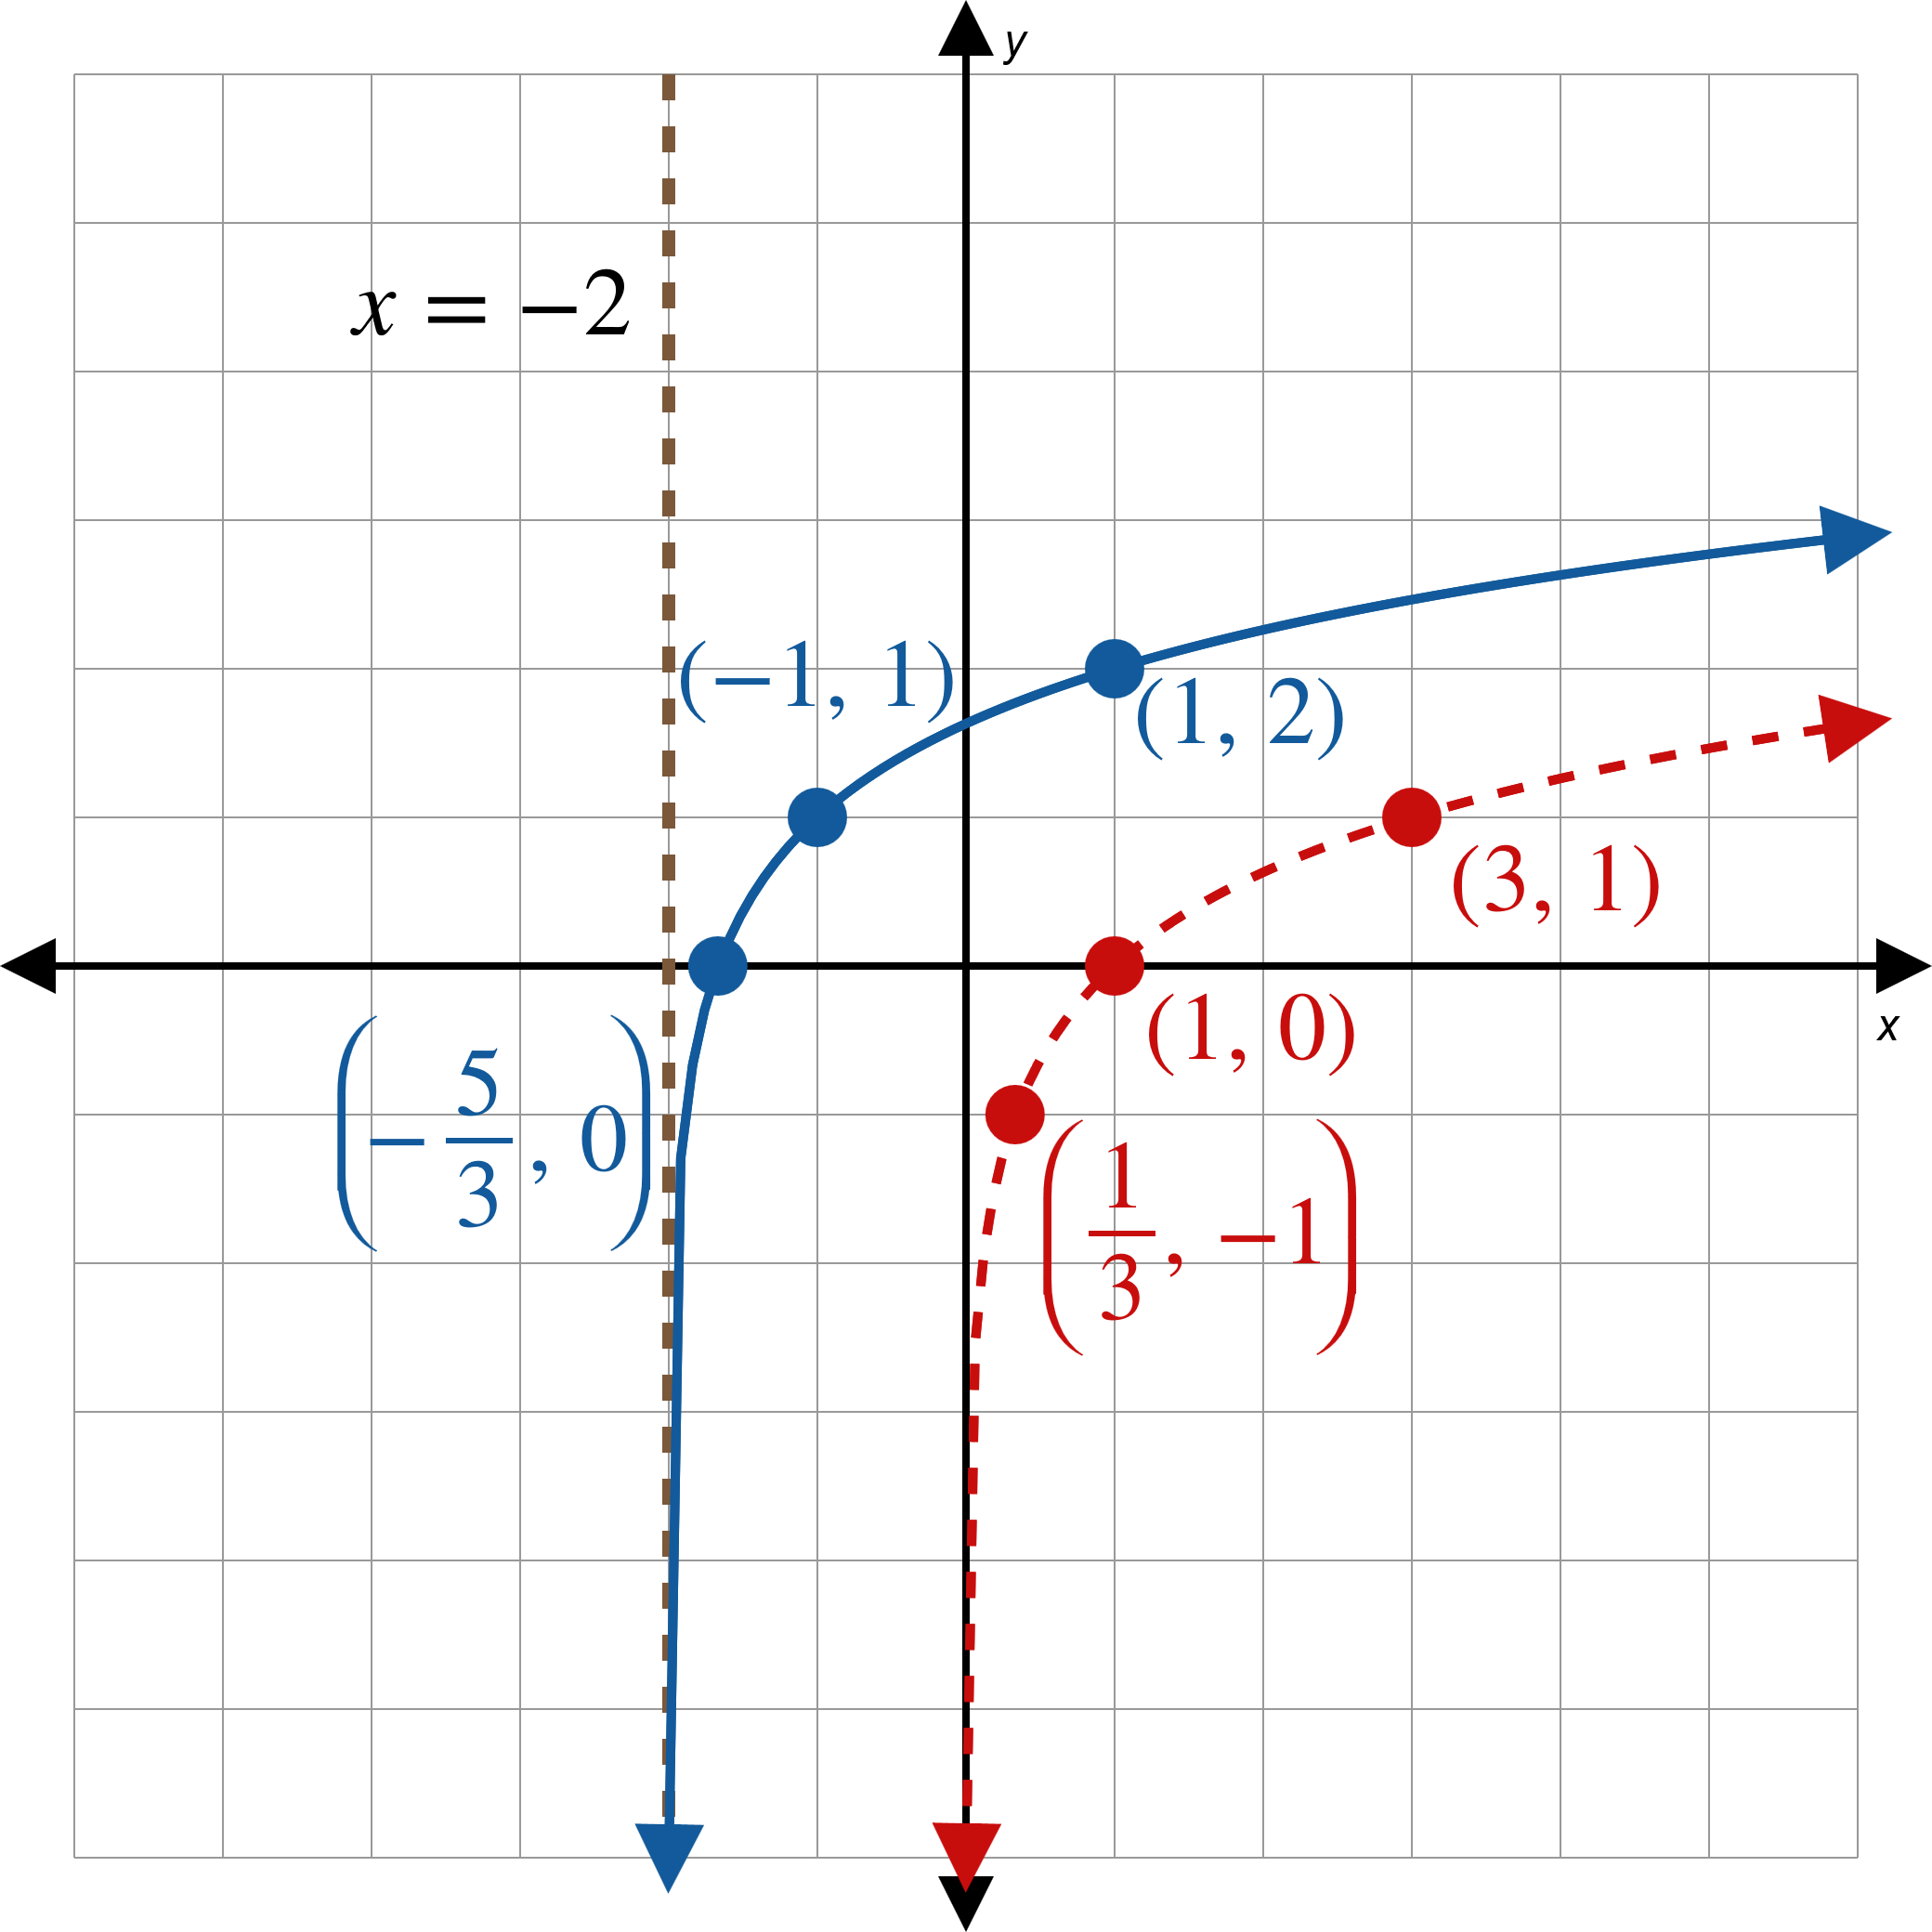 y
x = −2
(−1, 1)
(1, 2)
(3, 1)
(1, 0)
x
(−5/3, 0)
(1/3, −1)